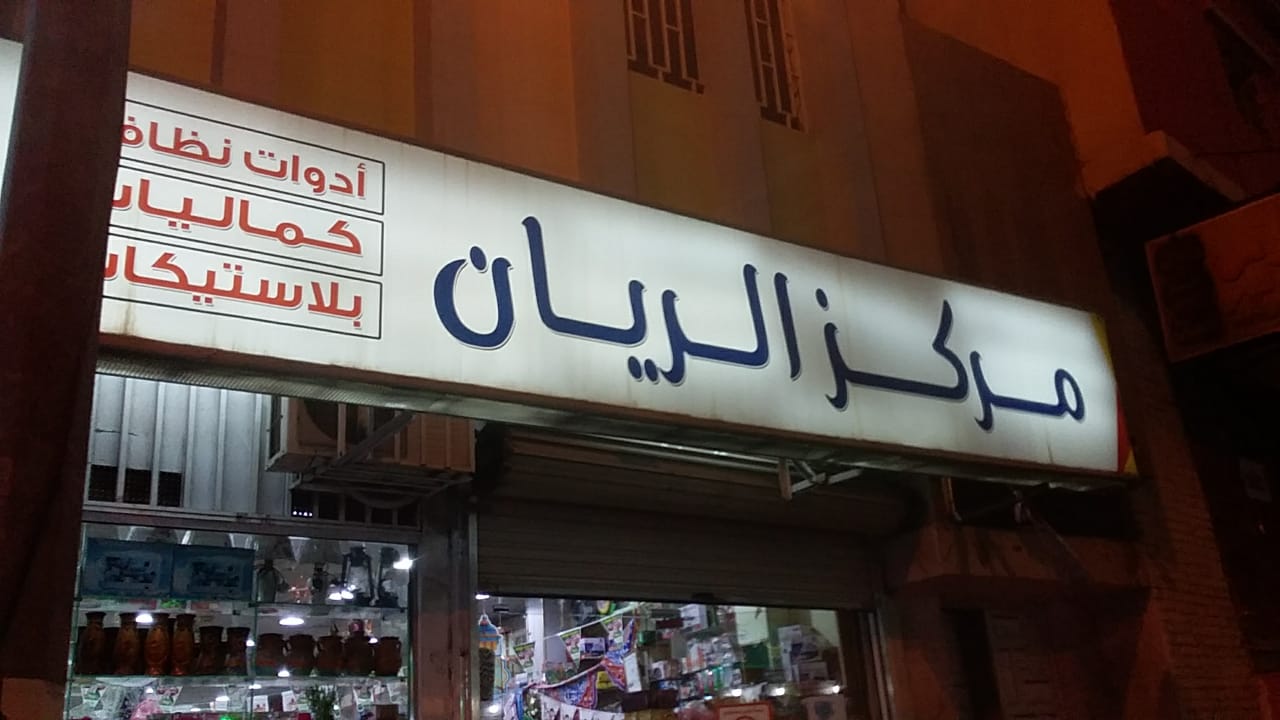 مركز الريان
أدوات نظاف
كماليا
بلاستيكا